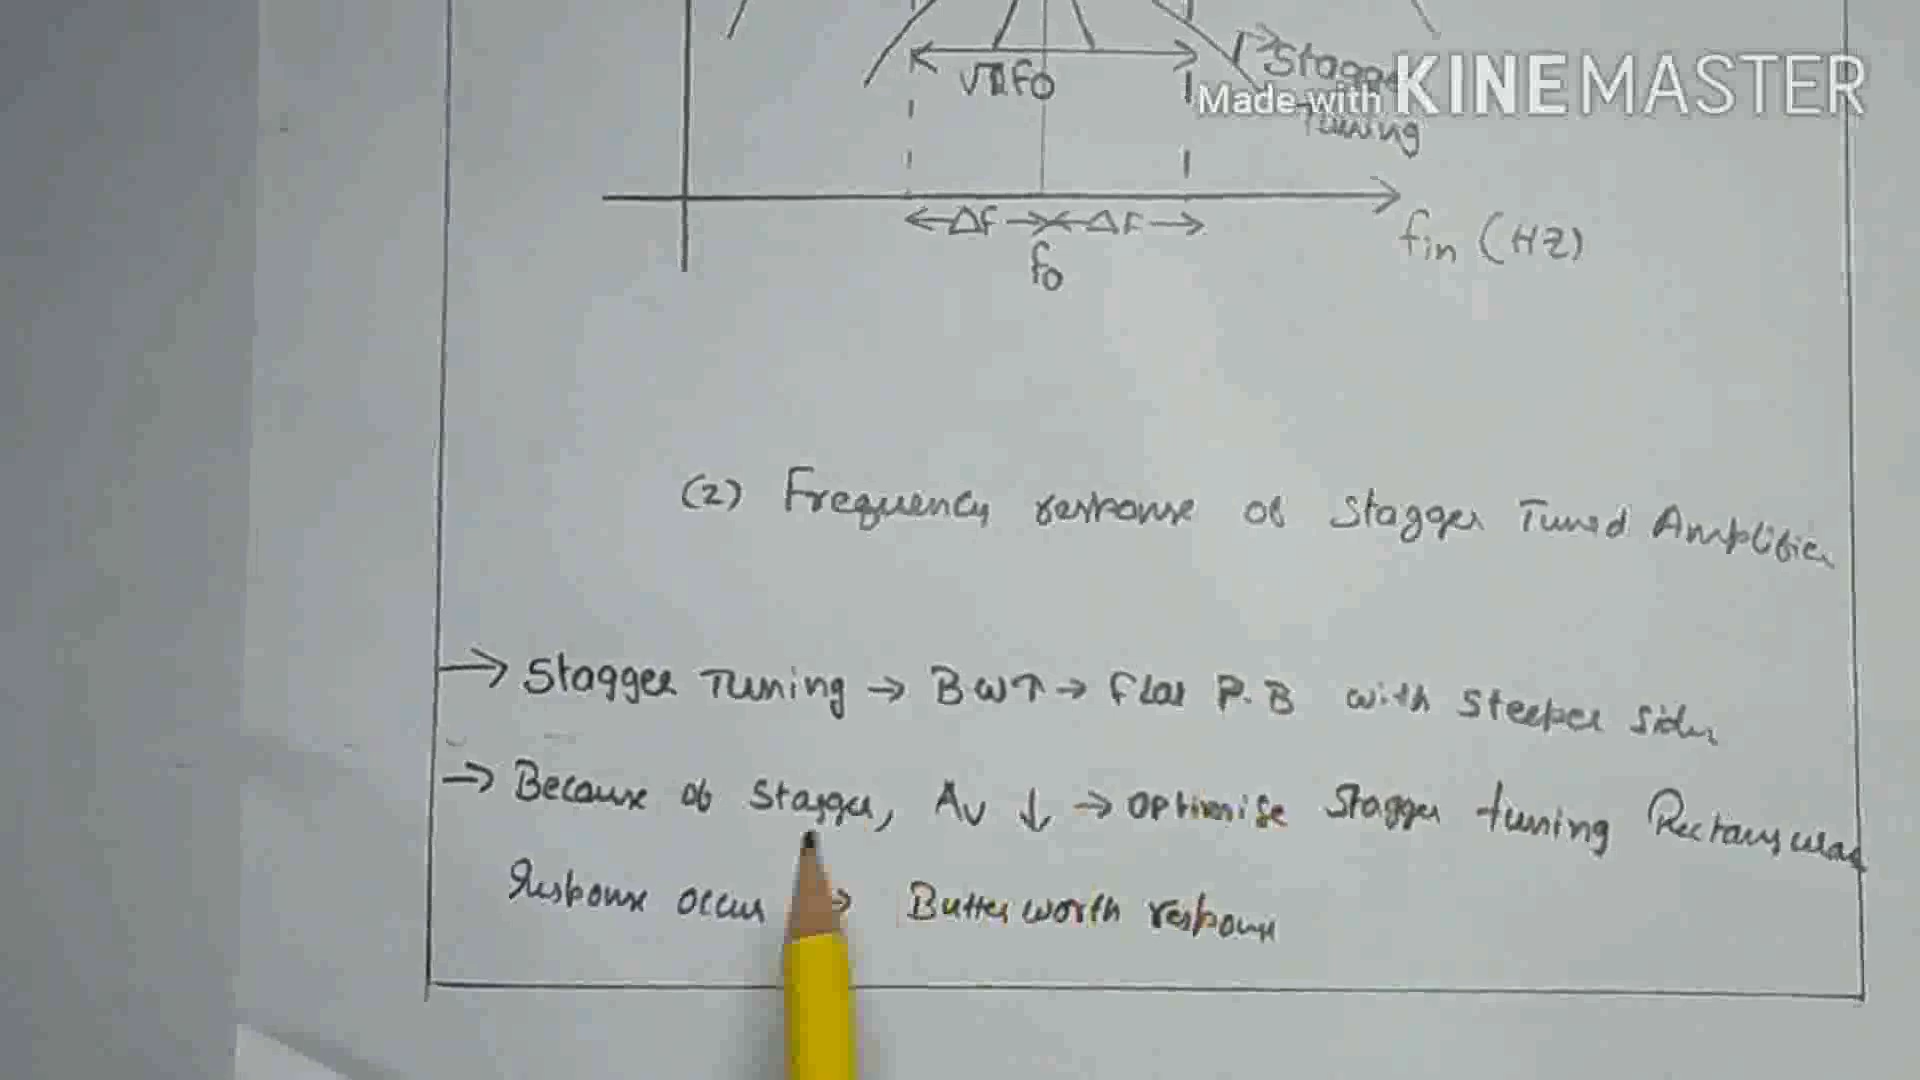 Stagger
Made with KINEMASTER
Tuning
Δf Δf
fo
fin (HZ)
(2) Frequency response of Stagger Tuned Amplifier
→ Stagger Tuning → BW↑ → Flat P.B with steeper sides
→ Because of stagger, Av ↓ → optimise stagger tuning Rectangular
Response occur → Butterworth response